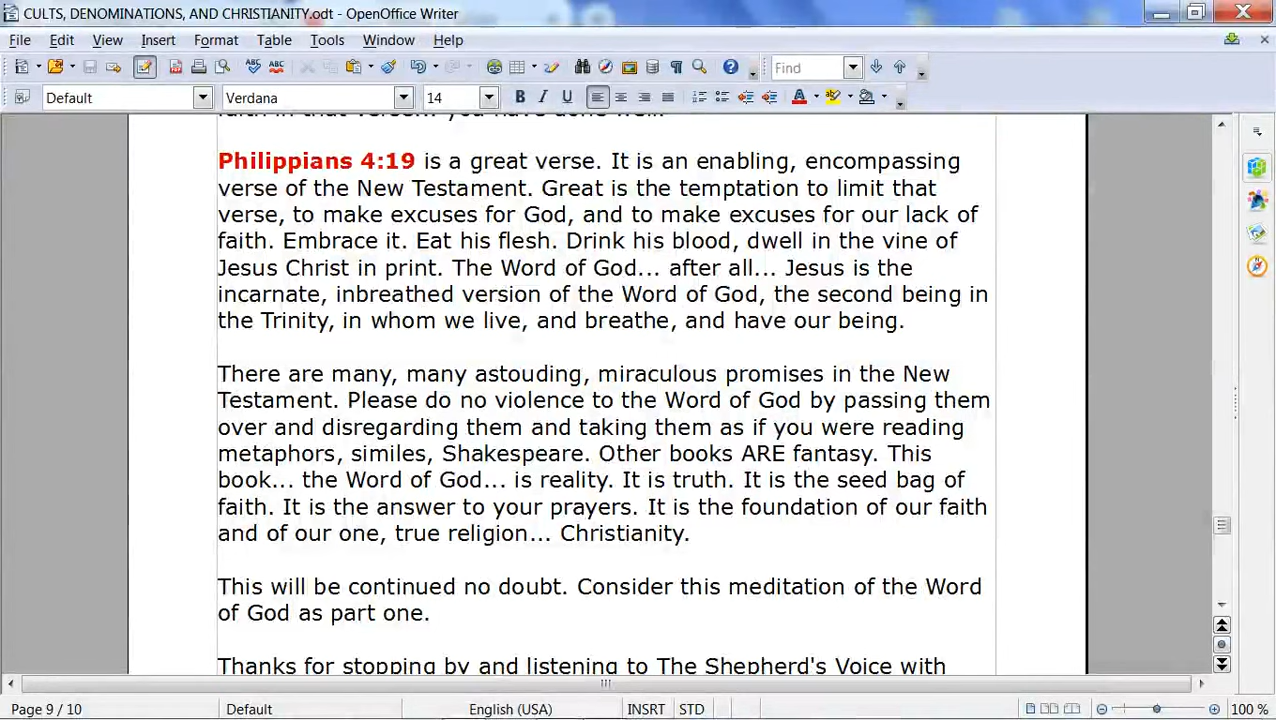 CULTS, DENOMINATIONS, AND CHRISTIANITY.odt - OpenOffice Writer
File Edit View Insert Format Table Tools Window Help
Find
Default Verdana 14
faith in that verse... you have done well.
Philippians 4:19 is a great verse. It is an enabling, encompassing
verse of the New Testament. Great is the temptation to limit that
verse, to make excuses for God, and to make excuses for our lack of
faith. Embrace it. Eat his flesh. Drink his blood, dwell in the vine of
Jesus Christ in print. The Word of God... after all... Jesus is the
incarnate, inbreathed version of the Word of God, the second being in
the Trinity, in whom we live, and breathe, and have our being.
There are many, many astouding, miraculous promises in the New
Testament. Please do no violence to the Word of God by passing them
over and disregarding them and taking them as if you were reading
metaphors, similes, Shakespeare. Other books ARE fantasy. This
book... the Word of God... is reality. It is truth. It is the seed bag of
faith. It is the answer to your prayers. It is the foundation of our faith
and of our one, true religion... Christianity.
This will be continued no doubt. Consider this meditation of the Word
of God as part one.
Thanks for stopping by and listening to The Shepherd's Voice with
Page 9 / 10 Default English (USA) INSRT STD 100 %